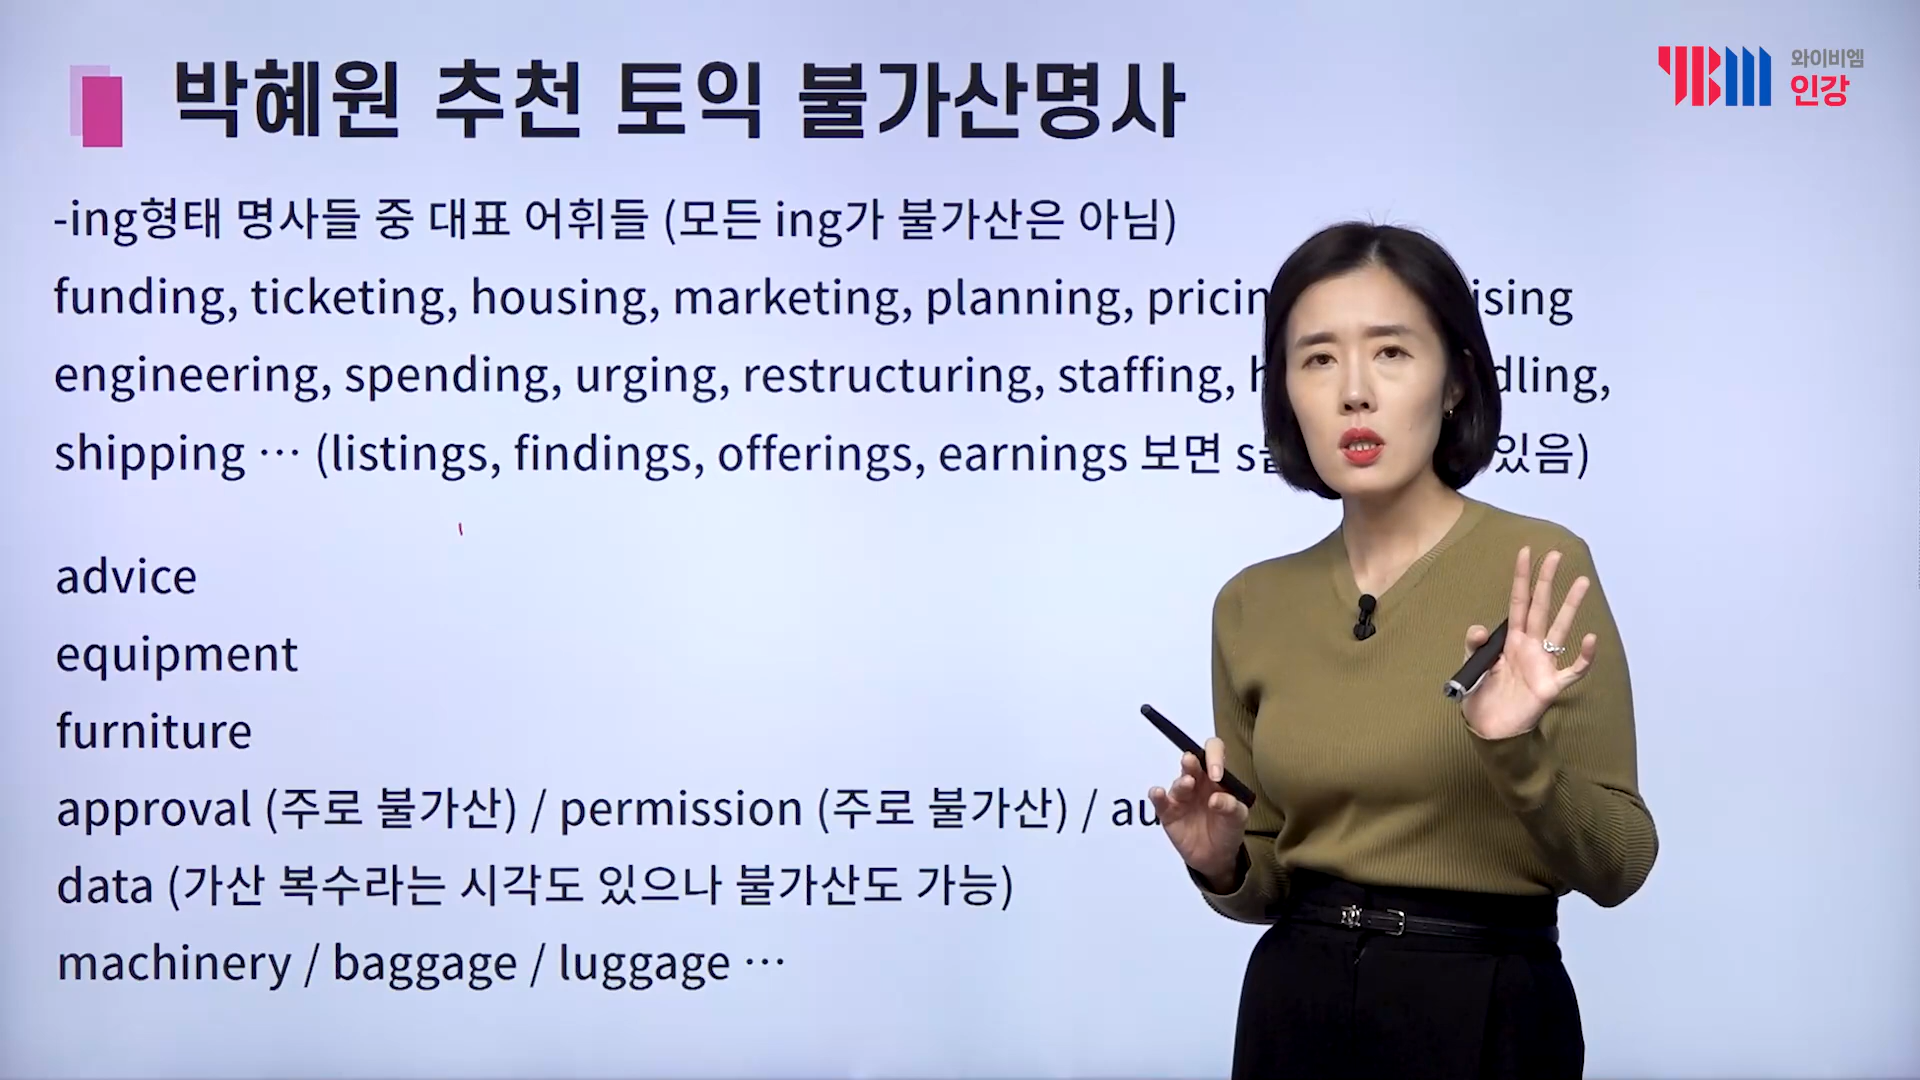 박혜원 추천 토익 불가산명사
와이비엠
YBM 인강
-ing형태 명사들 중 대표 어휘들 (모든 ing가 불가산은 아님)
funding, ticketing, housing, marketing, planning,
engineering, spending, urging, restructuring, staffing,
shipping ··· (listings, findings, offerings, earnings 보면 있음)
advice
equipment
furniture
approval (주로 불가산) / permission (주로 불가산) /
data (가산 복수라는 시각도 있으나 불가산도 가능)
machinery / baggage / luggage ···